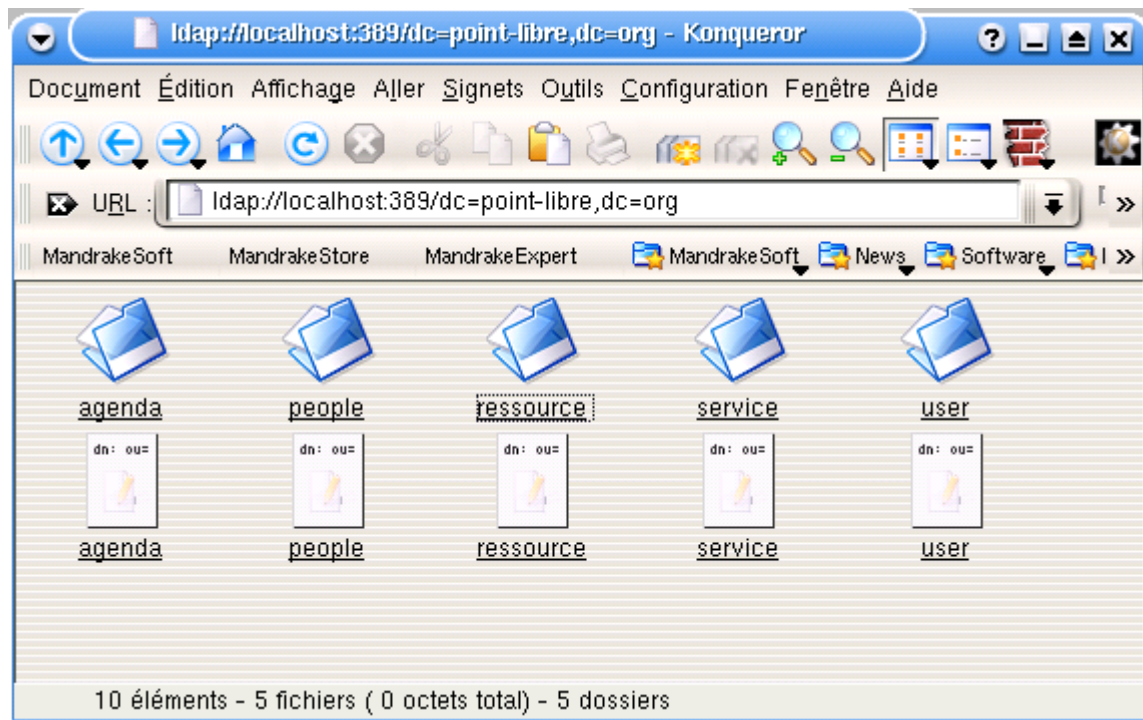 ldap://localhost:389/dc=point-libre,dc=org - Konqueror
Document Édition Affichage Aller Signets Outils Configuration Fenêtre Aide
URL : ldap://localhost:389/dc=point-libre,dc=org
MandrakeSoft MandrakeStore MandrakeExpert MandrakeSoft News Software
agenda people ressource service user
dn: ou= dn: ou= dn: ou= dn: ou= dn: ou=
agenda people ressource service user
10 éléments - 5 fichiers ( 0 octets total) - 5 dossiers